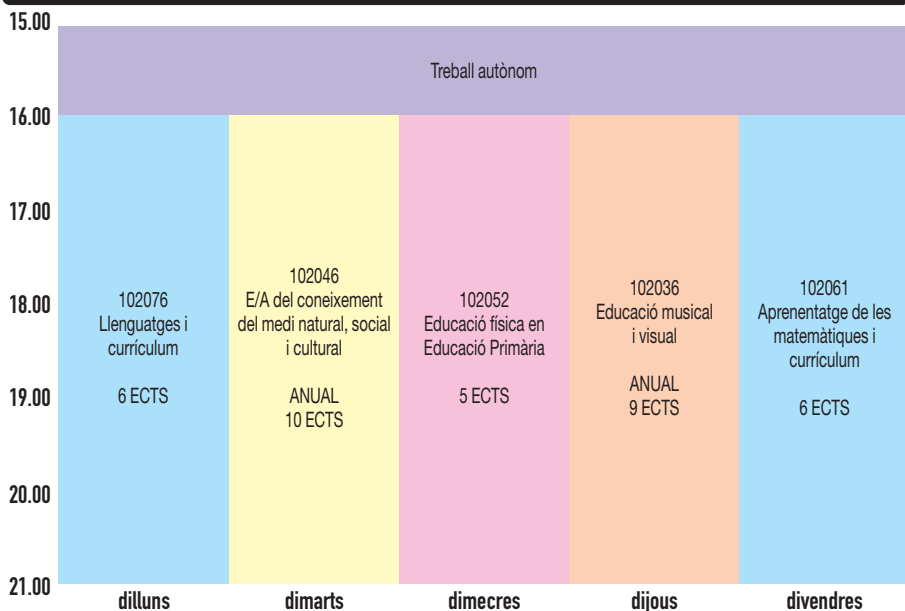 15.00
Treball autònom
16.00
17.00
18.00
19.00
20.00
21.00
102076
Llenguatges i
currículum
6 ECTS
102046
E/A del coneixement
del medi natural, social
i cultural
ANUAL
10 ECTS
102052
Educació física en
Educació Primària
5 ECTS
102036
Educació musical
i visual
ANUAL
9 ECTS
102061
Aprenentatge de les
matemàtiques i
currículum
6 ECTS
dilluns
dimarts
dimecres
dijous
divendres